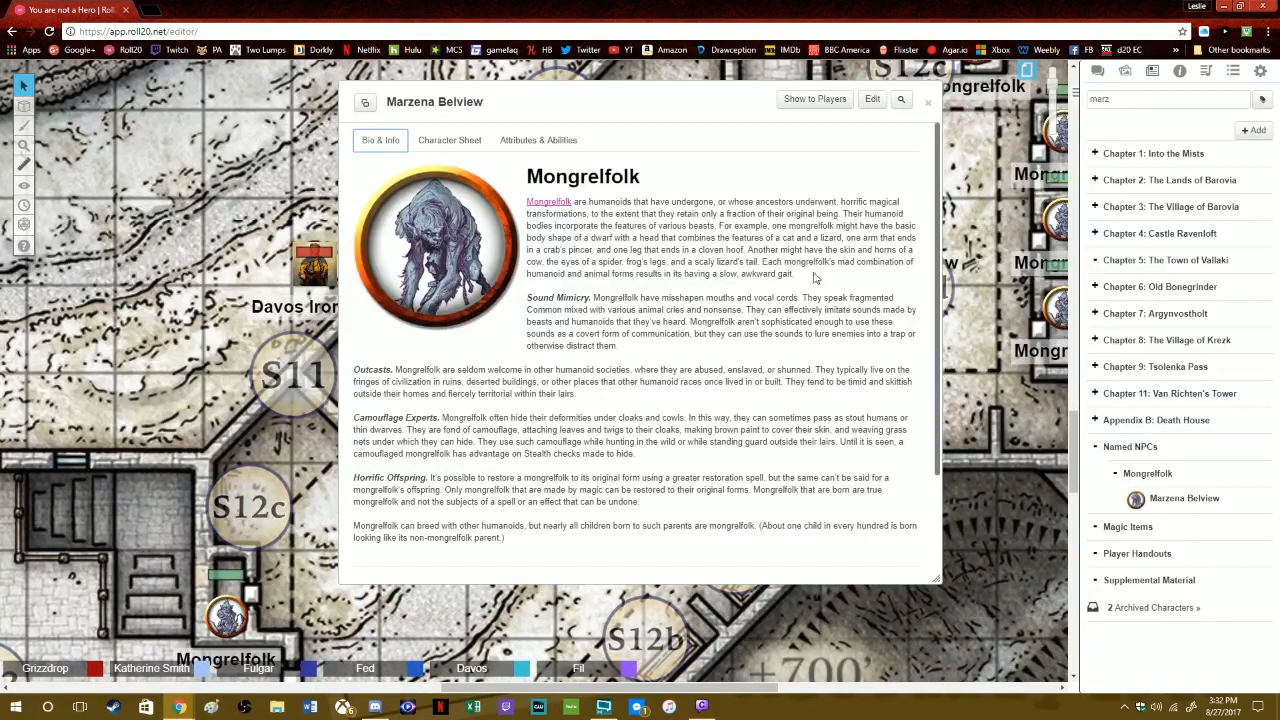 You are not a Hero | Roll
Leslie
https://app.roll20.net/editor/
Apps
Google+
Torn
Twitch
PA
Two Lumps
Dorkly
Netflix
Hulu
MCS
gamefaq
HB
Twitter
YT
Drawception
IMDb
BBC America
Flixster
Agar.io
Xbox
Weebly
FB
d20 EC
»
Other bookmarks
S12c
Mongrelfolk
Marzena Belview
Show to Players
Edit
marz
Bio & Info
Character Sheet
Attributes & Abilities
+ Add
Mongrelfolk
Mongrelfolk are humanoids that have undergone, or whose ancestors underwent, horrific magical
transformations, to the extent that they retain only a fraction of their original being. Their humanoid
bodies incorporate the features of various beasts. For example, one mongrelfolk might have the basic
body shape of a dwarf with a head that combines the features of a cat and a lizard, one arm that ends
in a crab's pincer, and one leg that ends in a cloven hoof. Another might have the skin and horns of a
cow, the eyes of a spider, frog's legs, and a scaly lizard's tail. Each mongrelfolk's mad combination of
humanoid and animal forms results in its having a slow, awkward gait.
Sound Mimicry. Mongrelfolk have misshapen mouths and vocal cords. They speak fragmented
Common mixed with various animal cries and nonsense. They can effectively imitate sounds made by
beasts and humanoids that they've heard. Mongrelfolk aren't sophisticated enough to use these
sounds as a covert form of communication, but they can use the sounds to lure enemies into a trap or
otherwise distract them.
Outcasts. Mongrelfolk are seldom welcome in other humanoid societies, where they are abused, enslaved, or shunned. They typically live on the
fringes of civilization in ruins, deserted buildings, or other places that other humanoid races once lived in or built. They tend to be timid and skittish
outside their homes and fiercely territorial within their lairs.
Camouflage Experts. Mongrelfolk often hide their deformities under cloaks and cowls. In this way, they can sometimes pass as stout humans or
thin dwarves. They are fond of camouflage, attaching leaves and twigs to their cloaks, making brown paint to cover their skin, and weaving grass
nets under which they can hide. They use such camouflage while hunting in the wild or while standing guard outside their lairs. Until it is seen, a
camouflaged mongrelfolk has advantage on Stealth checks made to hide.
Horrific Offspring. It's possible to restore a mongrelfolk to its original form using a greater restoration spell, but the same can't be said for a
mongrelfolk's offspring. Only mongrelfolk that are made by magic can be restored to their original forms. Mongrelfolk that are born are true
mongrelfolk and not the subjects of a spell or an effect that can be undone.
Mongrelfolk can breed with other humanoids, but nearly all children born to such parents are mongrelfolk. (About one child in every hundred is born
looking like its non-mongrelfolk parent.)
Davos Iron
S11
S12c
S12b
Mongrelfolk
Mongr
Mongr
Mongr
Chapter 1: Into the Mists
Chapter 2: The Lands of Barovia
Chapter 3: The Village of Barovia
Chapter 4: Castle Ravenloft
Chapter 5: The Town of Vallaki
Chapter 6: Old Bonegrinder
Chapter 7: Argynvostholt
Chapter 8: The Village of Krezk
Chapter 9: Tsolenka Pass
Chapter 11: Van Richten's Tower
Appendix B: Death House
Named NPCs
Mongrelfolk
Marzena Belview
Magic Items
Player Handouts
Supplemental Material
2 Archived Characters »
Grizzdrop
Katherine Smith
Fulgar
Fed
Davos
Fil
3:32 PM
8/27/2017